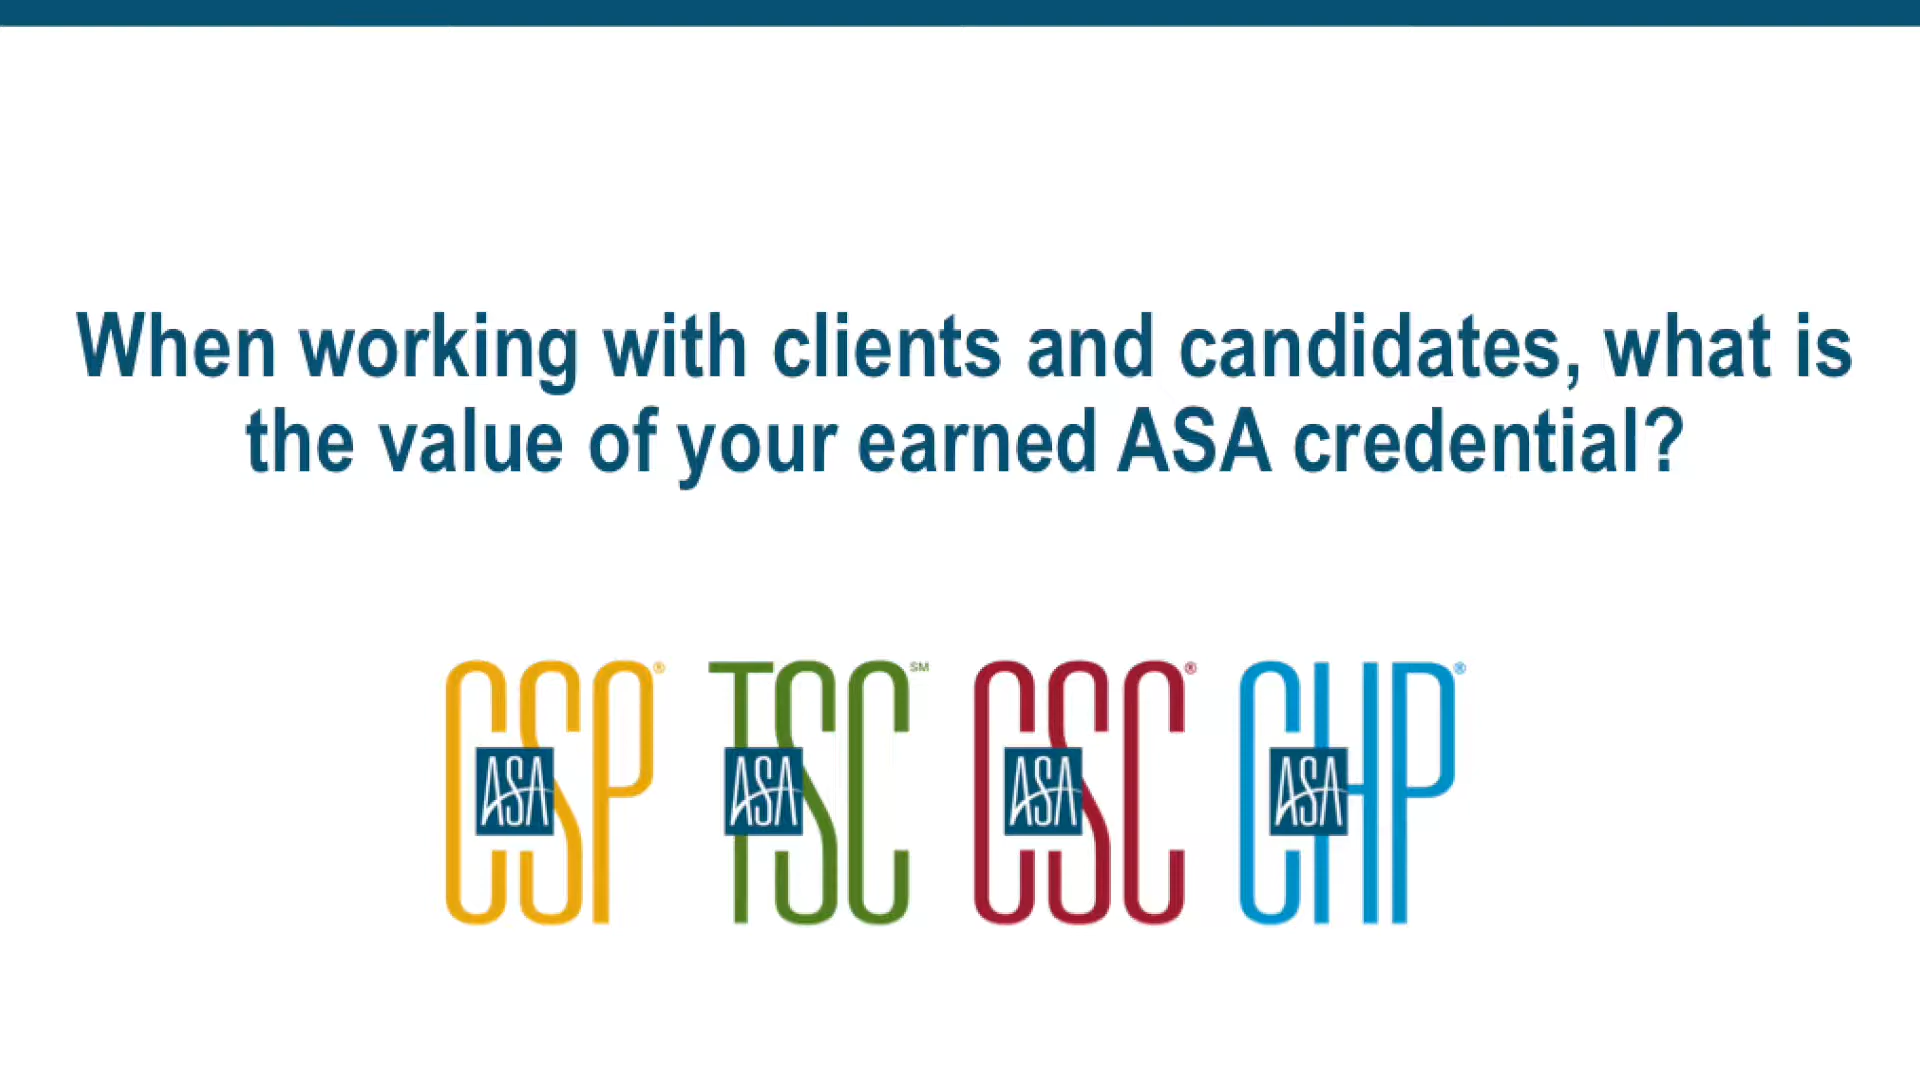 When working with clients and candidates, what is
the value of your earned ASA credential?
CSP® TSC℠ CSC® CHP®
ASA ASA ASA ASA